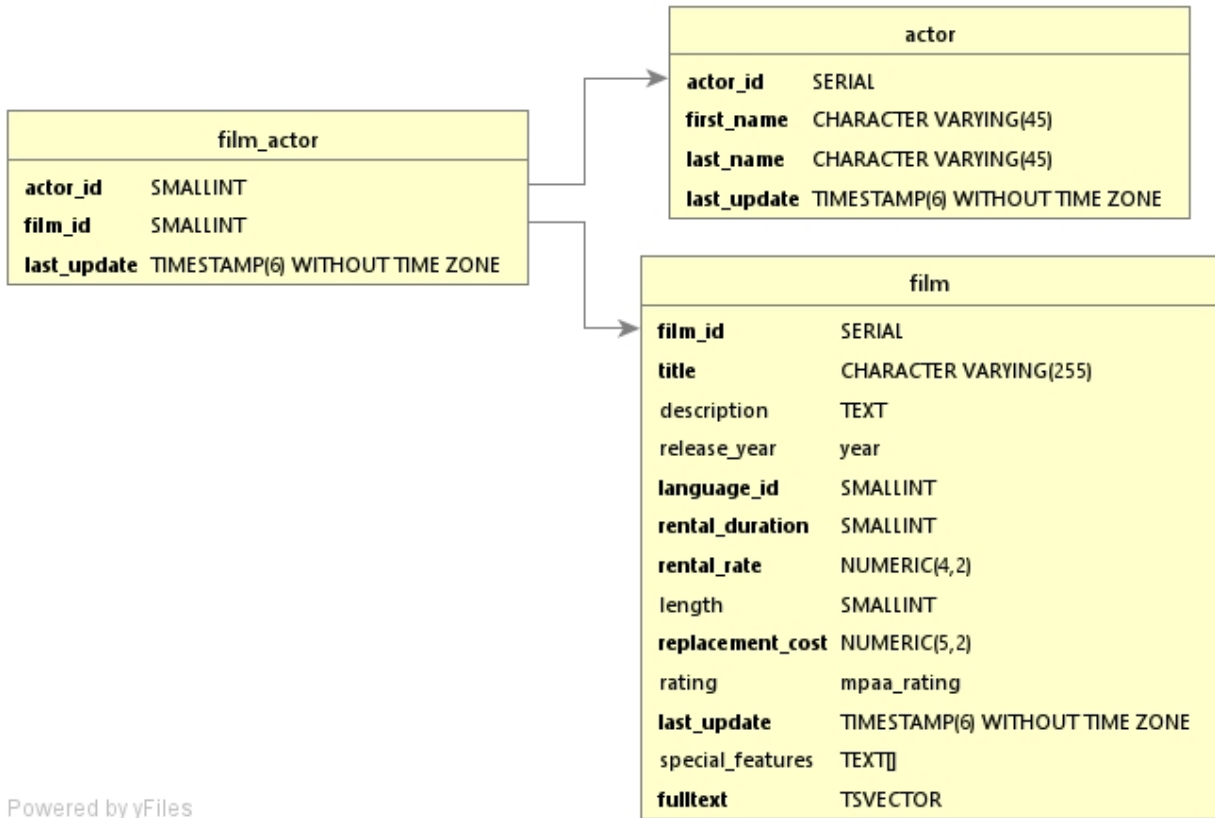 actor
actor_id SERIAL
first_name CHARACTER VARYING(45)
last_name CHARACTER VARYING(45)
last_update TIMESTAMP(6) WITHOUT TIME ZONE
film_actor
actor_id SMALLINT
film_id SMALLINT
last_update TIMESTAMP(6) WITHOUT TIME ZONE
film
film_id SERIAL
title CHARACTER VARYING(255)
description TEXT
release_year year
language_id SMALLINT
rental_duration SMALLINT
rental_rate NUMERIC(4,2)
length SMALLINT
replacement_cost NUMERIC(5,2)
rating mpaa_rating
last_update TIMESTAMP(6) WITHOUT TIME ZONE
special_features TEXT[]
fulltext TSVECTOR
Powered by yFiles